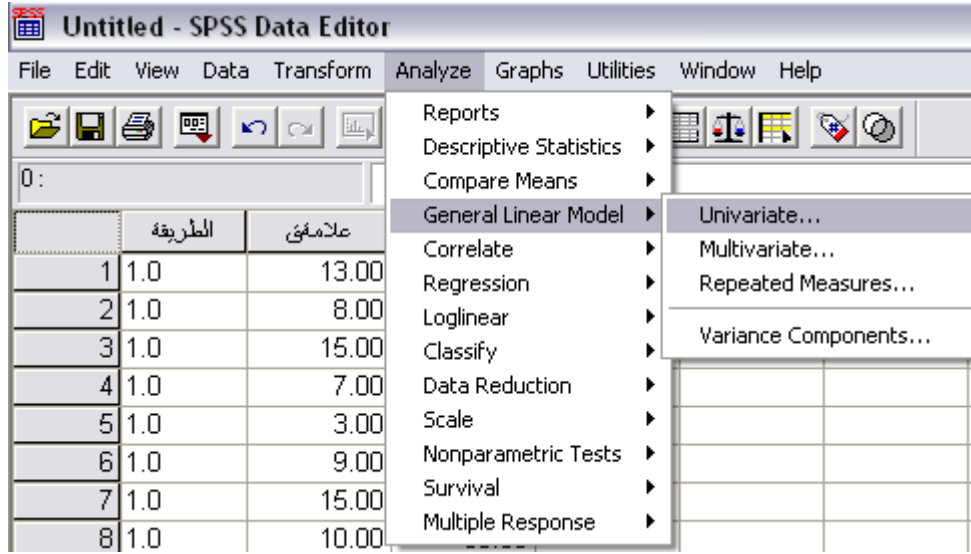 SPSS
Untitled - SPSS Data Editor
File Edit View Data Transform Analyze Graphs Utilities Window Help
0:
الطريقة علامةق
1 1.0 13.00
2 1.0 8.00
3 1.0 15.00
4 1.0 7.00
5 1.0 3.00
6 1.0 9.00
7 1.0 15.00
8 1.0 10.00
Reports
Descriptive Statistics
Compare Means
General Linear Model
Correlate
Regression
Loglinear
Classify
Data Reduction
Scale
Nonparametric Tests
Survival
Multiple Response
Univariate...
Multivariate...
Repeated Measures...
Variance Components...